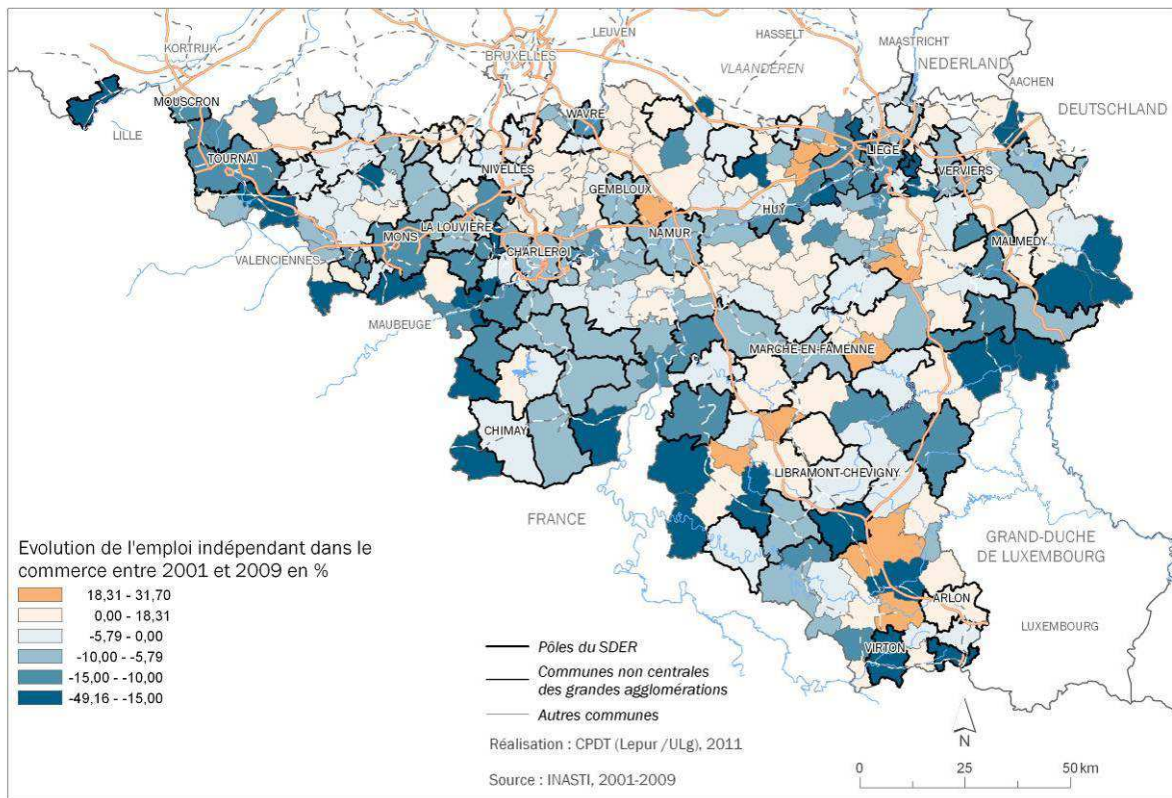 KORTRIJK
BRUXELLES
LEUVEN
HASSELT
MAASTRICHT
VLAANDEREN
NEDERLAND
AACHEN
DEUTSCHLAND
MOUSCRON
LILLE
WAVRE
TOURNAI
LIEGE
NIVELLES
VERVIERS
GEMBLOUX
HUY
LA LOUVIÈRE
NAMUR
MONS
CHARLEROI
MALMEDY
VALENCIENNES
MAUBEUGE
MARCHE-EN-FAMENNE
CHIMAY
LIBRAMONT-CHEVIGNY
FRANCE
GRAND-DUCHE
DE LUXEMBOURG
ARLON
LUXEMBOURG
VIRTON
Evolution de l'emploi indépendant dans le
commerce entre 2001 et 2009 en %
18,31 - 31,70
0,00 - 18,31
-5,79 - 0,00
-10,00 - -5,79
-15,00 - -10,00
-49,16 - -15,00
Pôles du SDER
Communes non centrales
des grandes agglomérations
Autres communes
Réalisation : CPDT (Lepur /ULg), 2011
Source : INASTI, 2001-2009
N
0 25 50 km